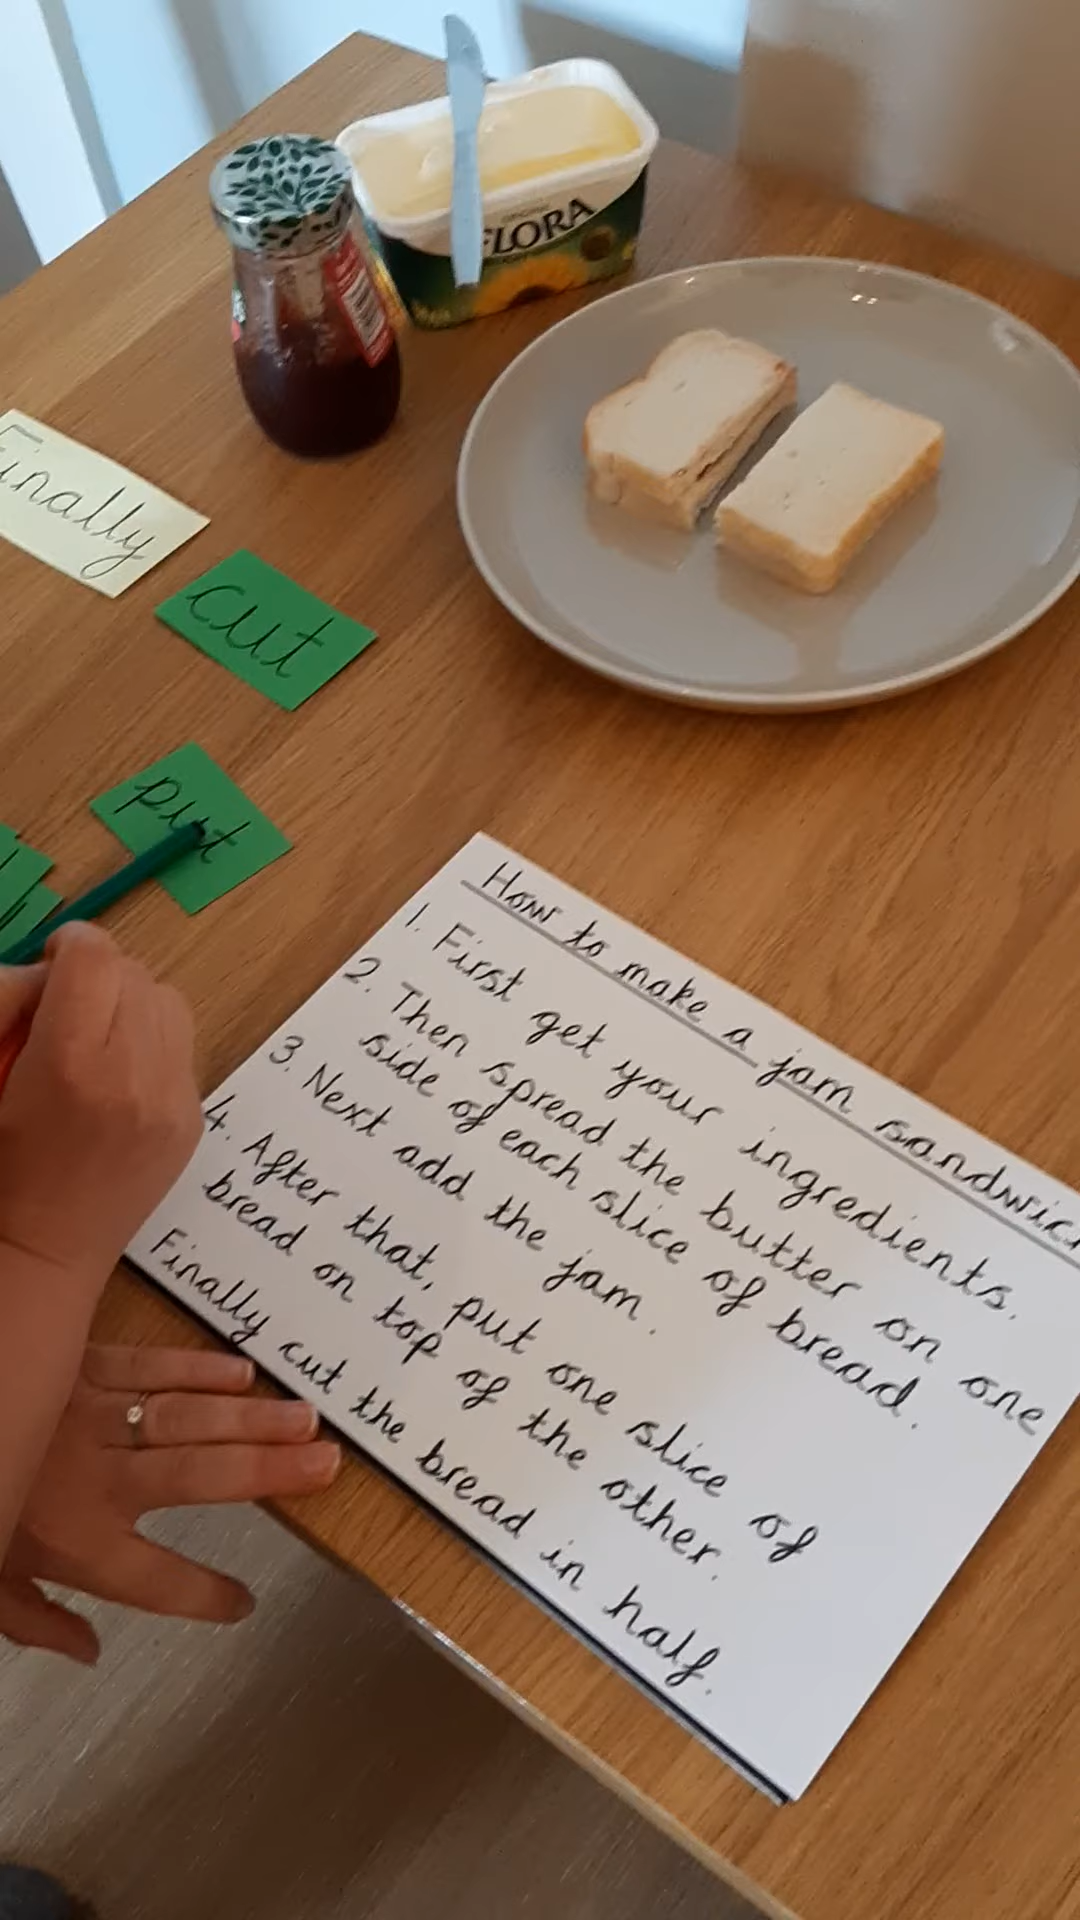 FLORA
Finally
cut
put
How to make a jam
1. First get your ingredients.
2. Then spread the butter on one
side of each slice of bread.
3. Next add the jam.
4. After that, put one slice of
bread on top of the other.
Finally cut the bread in half.